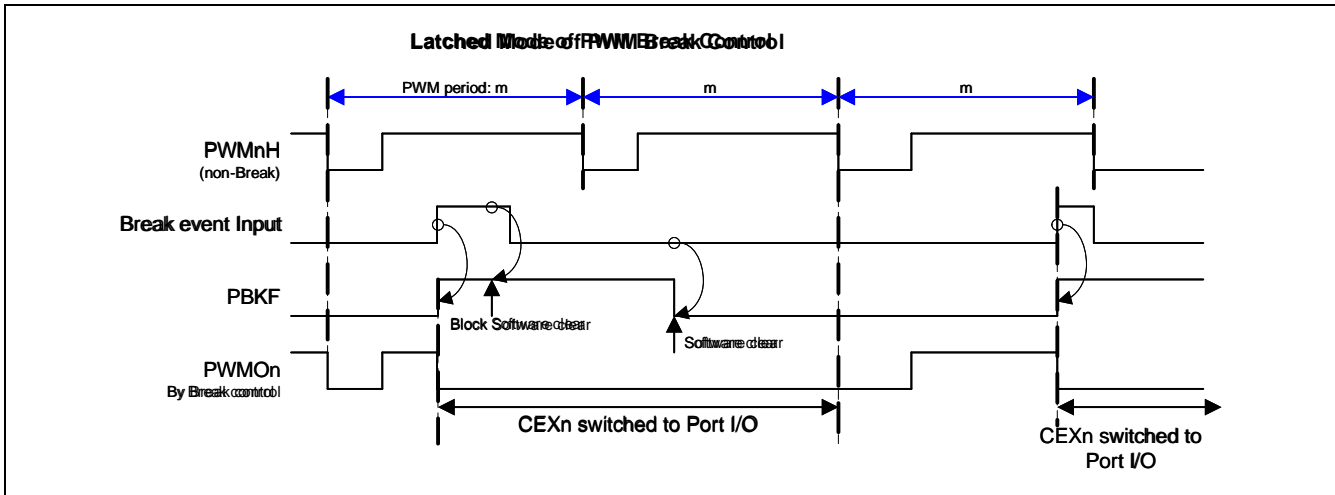 Latched Mode of PWM Break Control
PWM period: m
m
m
PWMnH
(non-Break)
Break event Input
PBKF
Block Software clear
Software clear
PWMOn
By Break control
CEXn switched to Port I/O
CEXn switched to
Port I/O